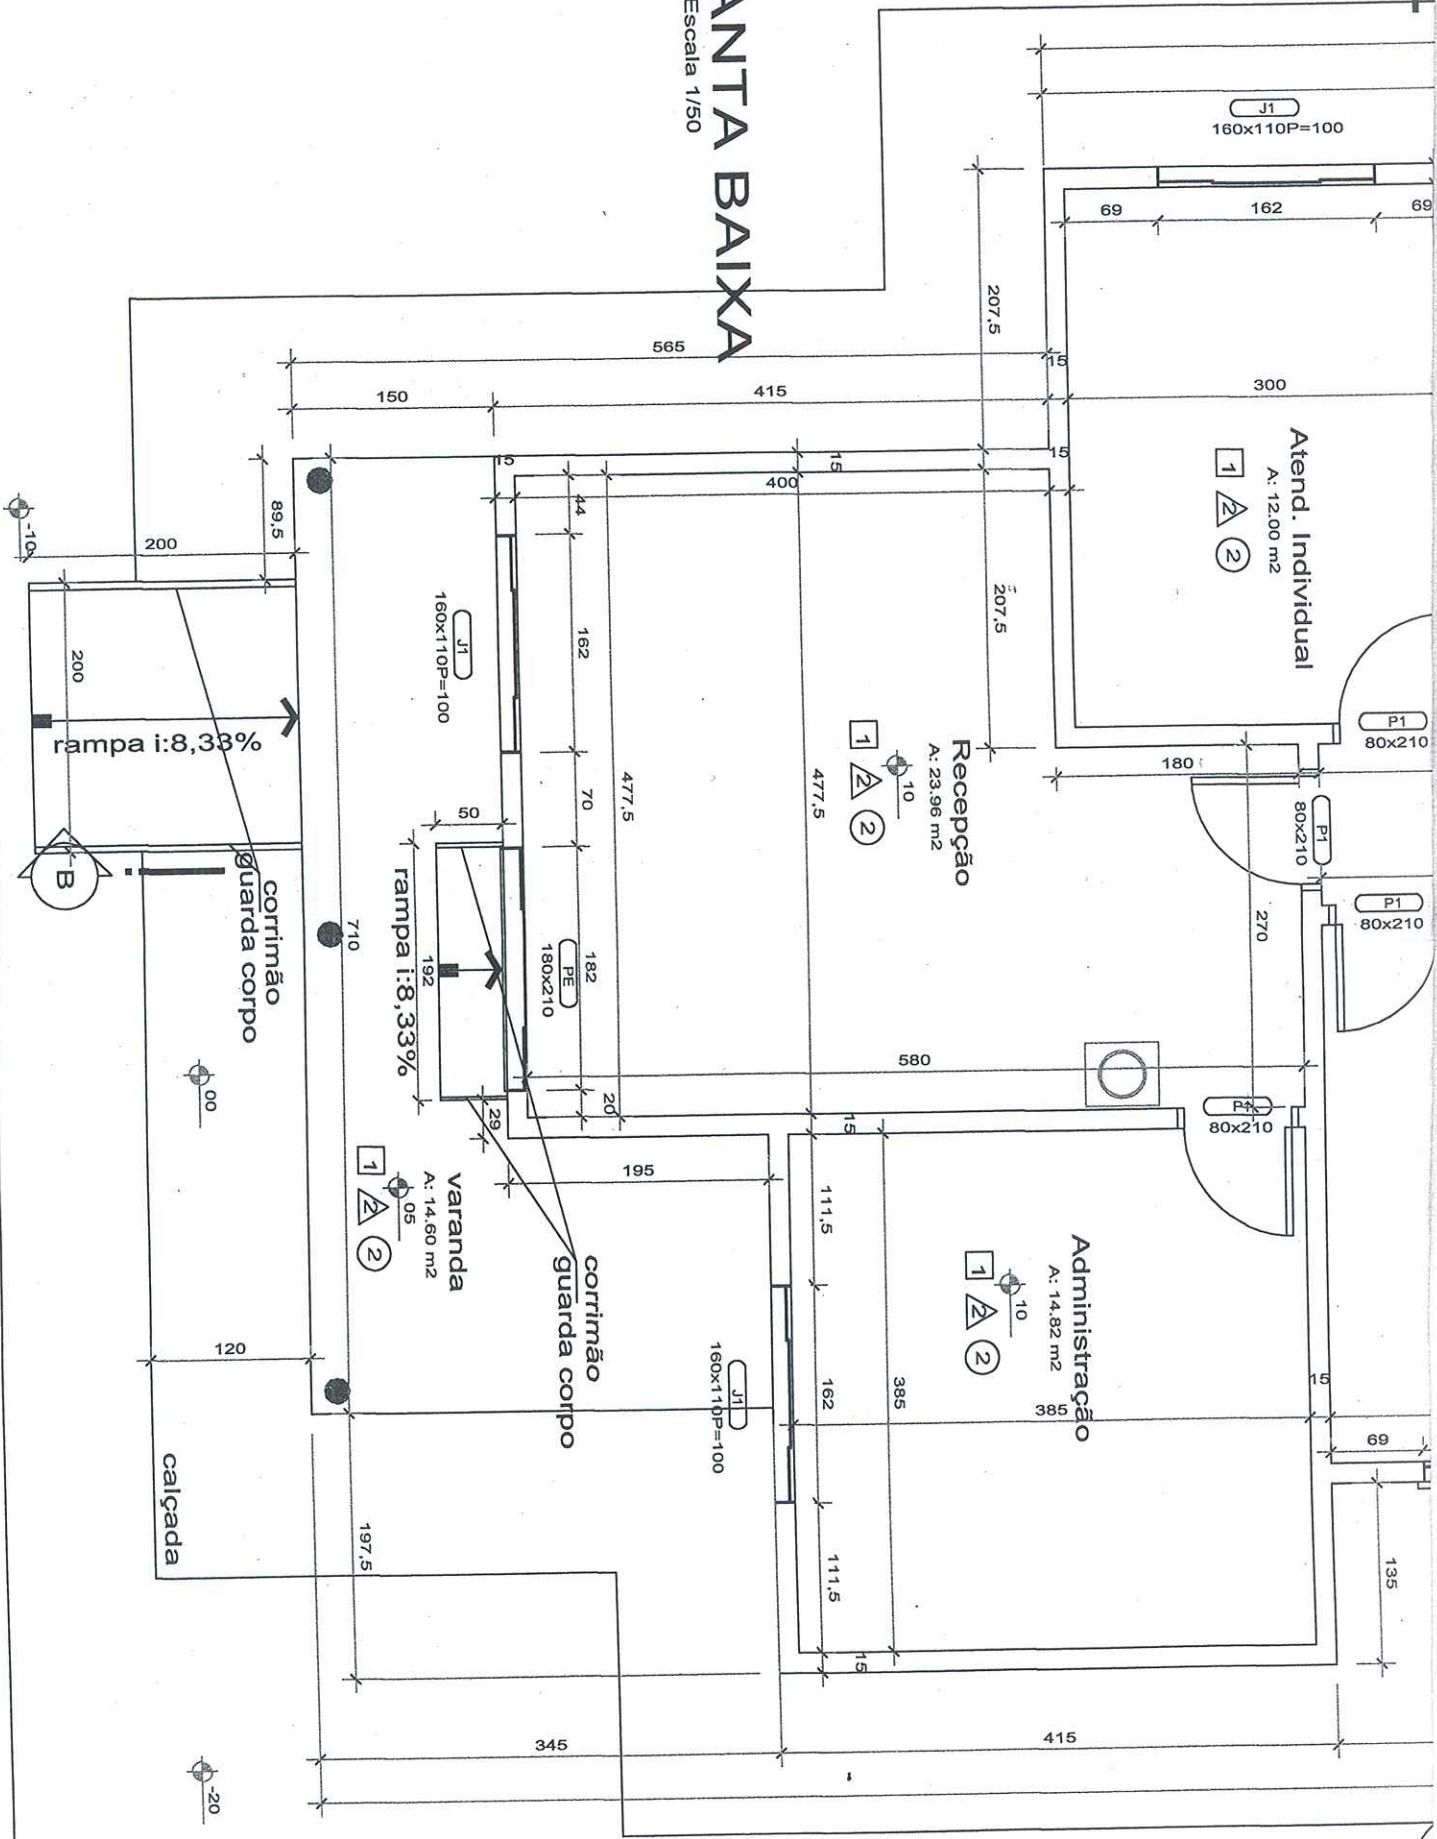 ANTA BAIXA
Escala 1/50
J1
160x110P=100
69
162
69
207,5
565
15
300
150
415
15
15
15
400
Atend. Individual
A: 12.00 m2
1
2
2
44
89,5
-10
200
207,5
J1
160x110P=100
162
200
rampa i:8,33%
P1
80x210
180
Recepção
A: 23.96 m2
10
1
2
2
477,5
477,5
70
50
P1
80x210
P1
80x210
270
B
corrimão
guarda corpo
710
rampa i:8,33%
192
182
PE
180x210
580
00
20
29
15
P1
80x210
195
111,5
varanda
A: 14.60 m2
05
1
2
2
corrimão
guarda corpo
Administração
A: 14.82 m2
10
1
2
2
120
J1
160x110P=100
162
385
385
15
69
calçada
197,5
111,5
135
15
345
415
-20